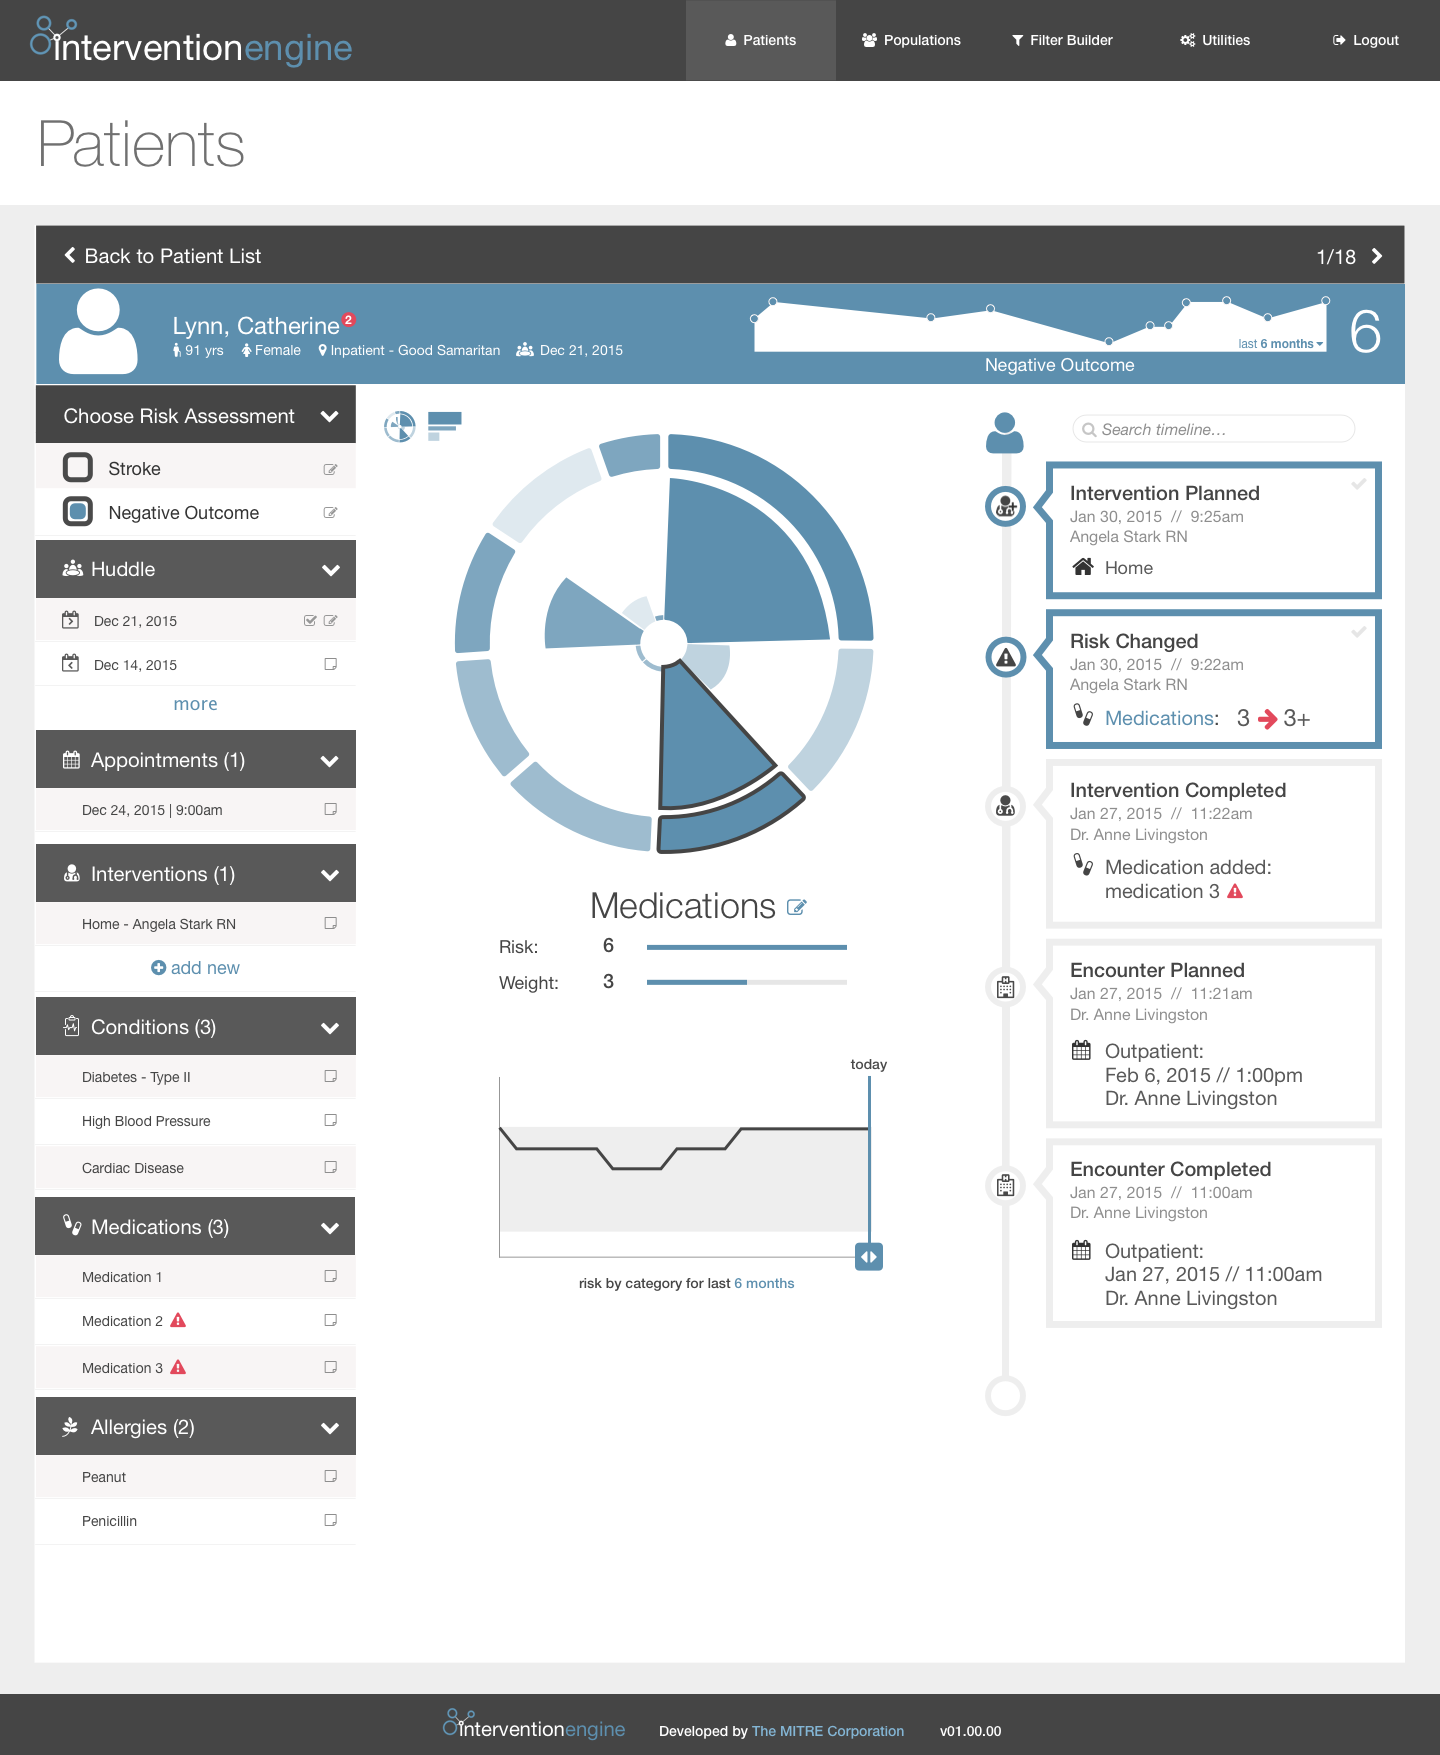 interventionengine
Patients
Populations
Filter Builder
Utilities
Logout
Patients
Back to Patient List
1/18
Lynn, Catherine 2
91 yrs Female Inpatient - Good Samaritan Dec 21, 2015
last 6 months
Negative Outcome
6
Choose Risk Assessment
Stroke
Negative Outcome
Huddle
Dec 21, 2015
Dec 14, 2015
more
Appointments (1)
Dec 24, 2015 | 9:00am
Interventions (1)
Home - Angela Stark RN
add new
Conditions (3)
Diabetes - Type II
High Blood Pressure
Cardiac Disease
Medications (3)
Medication 1
Medication 2
Medication 3
Allergies (2)
Peanut
Penicillin
Medications
Risk: 6
Weight: 3
today
risk by category for last 6 months
Search timeline...
Intervention Planned
Jan 30, 2015 // 9:25am
Angela Stark RN
Home
Risk Changed
Jan 30, 2015 // 9:22am
Angela Stark RN
Medications: 3 3+
Intervention Completed
Jan 27, 2015 // 11:22am
Dr. Anne Livingston
Medication added:
medication 3
Encounter Planned
Jan 27, 2015 // 11:21am
Dr. Anne Livingston
Outpatient:
Feb 6, 2015 // 1:00pm
Dr. Anne Livingston
Encounter Completed
Jan 27, 2015 // 11:00am
Dr. Anne Livingston
Outpatient:
Jan 27, 2015 // 11:00am
Dr. Anne Livingston
interventionengine
Developed by The MITRE Corporation
v01.00.00